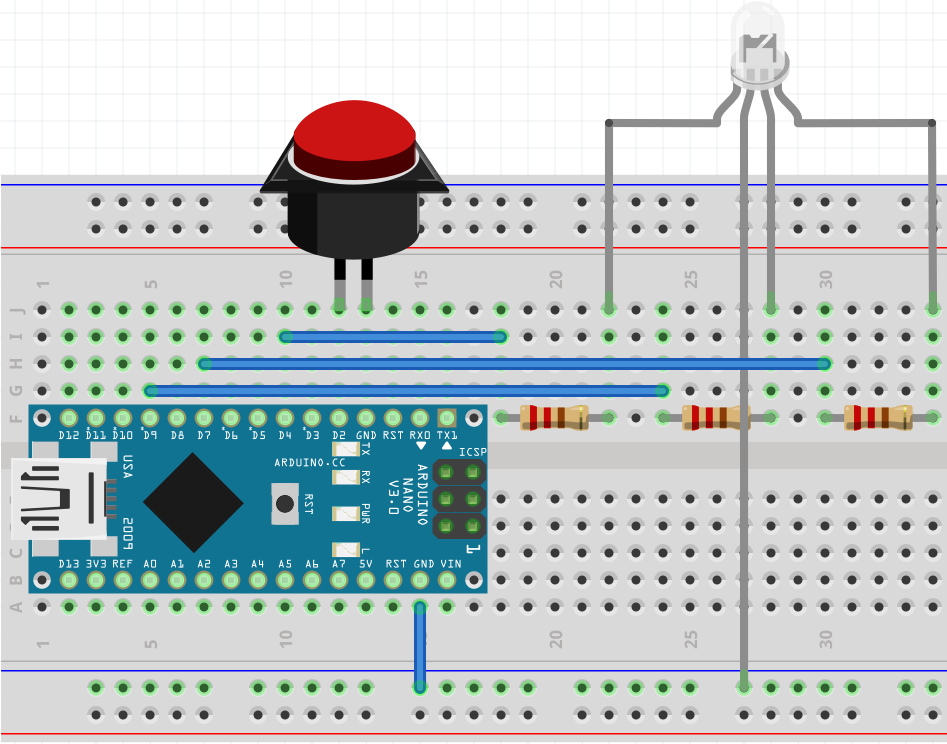 1 5 10 15 20 25 30
J
I
H
G
F
D12 D11 D10 D9 D8 D7 D6 D5 D4 D3 D2 GND RST RX0 TX1
TX
RX
PWR
L
ARDUINO.CC
RST
ARDUINO
NANO
V3.0
ICSP
1
USA
2009
D13 3V3 REF A0 A1 A2 A3 A4 A5 A6 A7 5V RST GND VIN
C
B
A
1 5 10 20 25 30